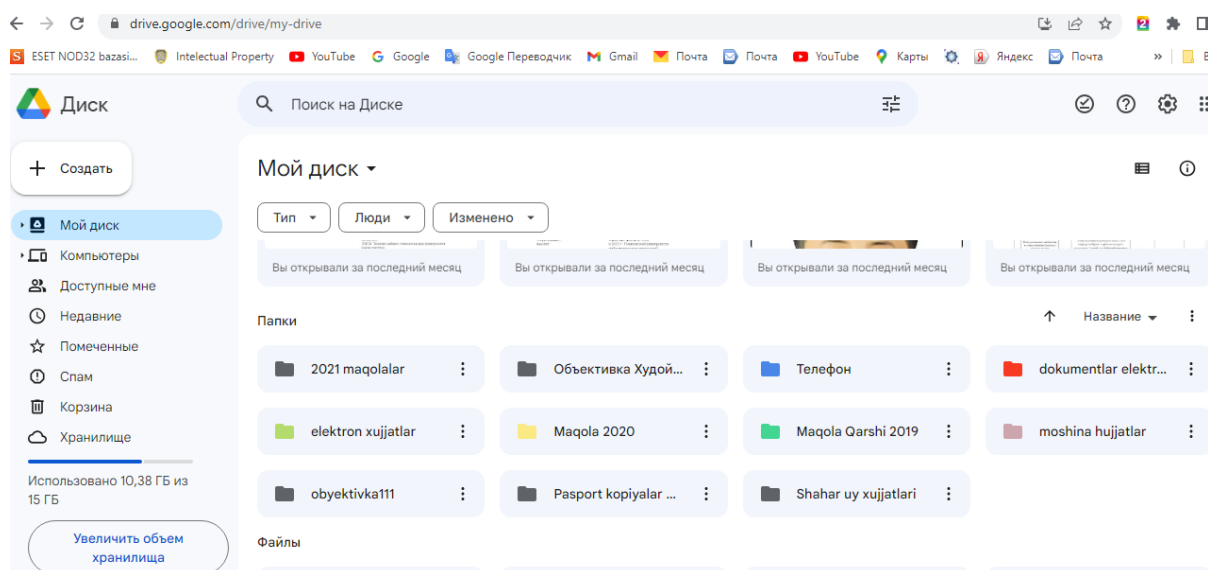 drive.google.com/drive/my-drive
2
S ESET NOD32 bazasi... Intelectual Property YouTube G Google Google Переводчик Gmail Почта Почта YouTube Карты Я Яндекс Почта »
Диск
Поиск на Диске
Создать
Мой диск
Тип Люди Изменено
Мой диск
Компьютеры
Доступные мне
Недавние
Помеченные
Спам
Корзина
Хранилище
Использовано 10,38 ГБ из
15 ГБ
Увеличить объем
хранилища
Вы открывали за последний месяц Вы открывали за последний месяц Вы открывали за последний месяц Вы открывали за последний месяц
Папки Название
2021 maqolalar Объективка Худой... Телефон dokumentlar elektr...
elektron xujjatlar Maqola 2020 Maqola Qarshi 2019 moshina hujjatlar
obyektivka111 Pasport kopiyalar ... Shahar uy xujjatlari
Файлы